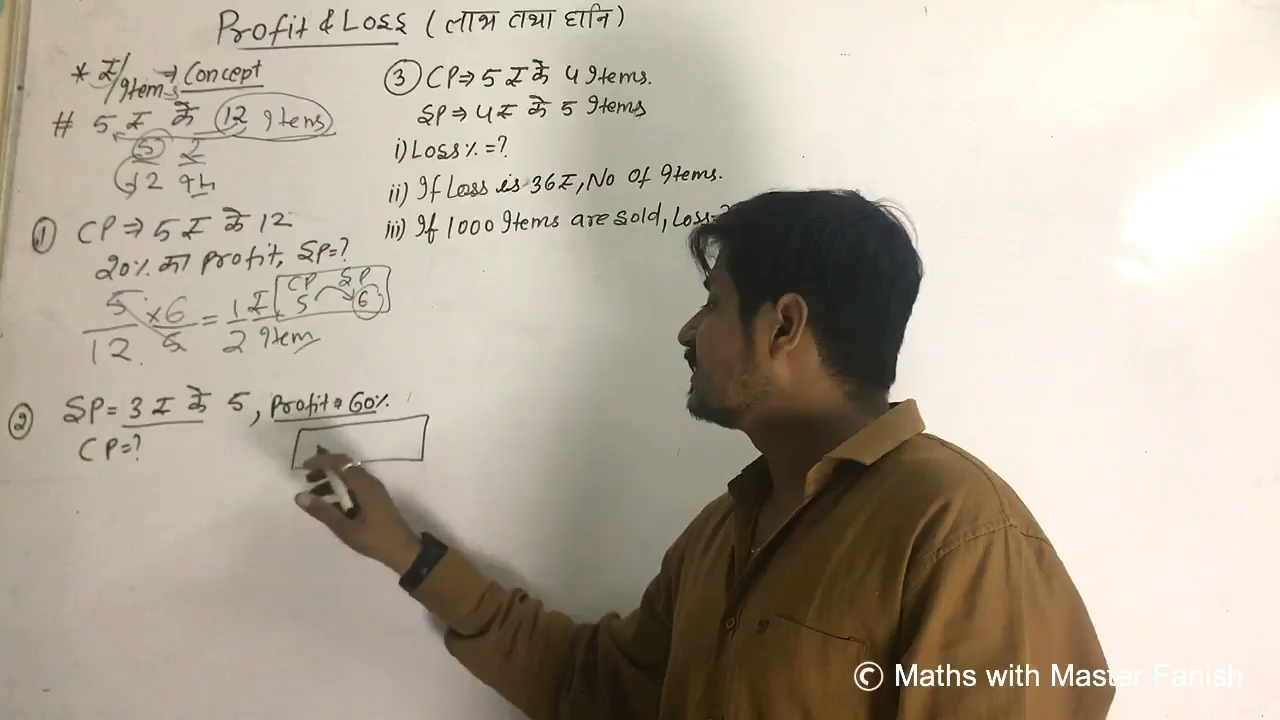 Profit & Loss (लाभ तथा हानि)
* ₹/Items ⇒ Concept
# 5 ₹ के 12 Items
5 ₹
12
① CP ⇒ 5 ₹ के 12
20% का Profit, SP=?
CP SP
5 6
5/12 × 6/5 = 1/2 ₹/Item
② SP = 3 ₹ के 5, Profit = 60%
CP=?
③ CP ⇒ 5 ₹ के 4 Items.
SP ⇒ 4 ₹ के 5 Items
i) Loss% = ?
ii) If Loss is 36 ₹, No Of Items.
iii) If 1000 Items are sold, Loss=?
© Maths with Master Fanish